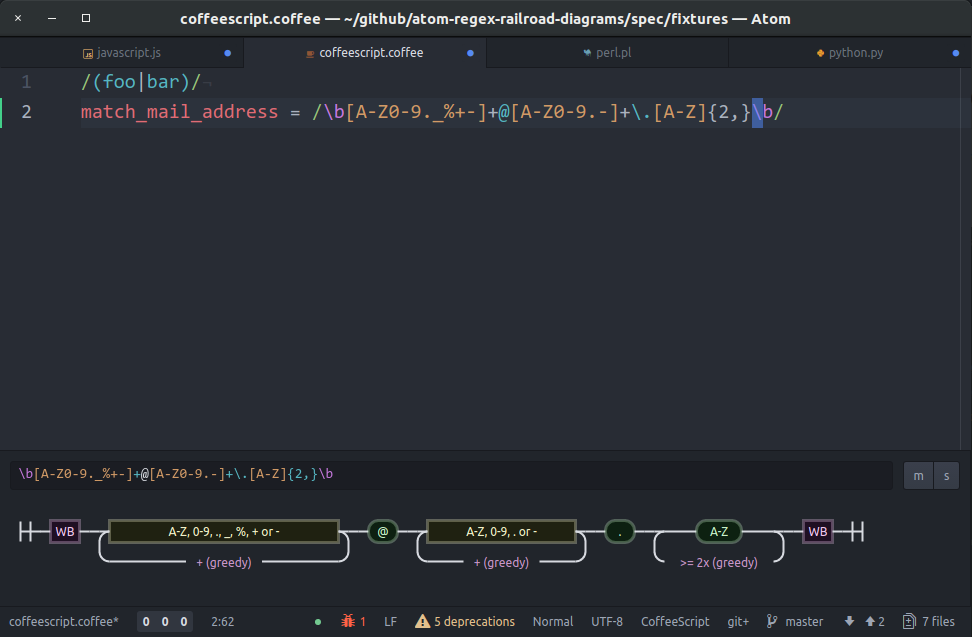 coffeescript.coffee — ~/github/atom-regex-railroad-diagrams/spec/fixtures — Atom
javascript.js coffeescript.coffee perl.pl python.py
1 /(foo|bar)/¬
2 match_mail_address = /\b[A-Z0-9._%+-]+@[A-Z0-9.-]+\.[A-Z]{2,}\b/
\b[A-Z0-9._%+-]+@[A-Z0-9.-]+\.[A-Z]{2,}\b m s
WB A-Z, 0-9, ., _, %, + or - @ A-Z, 0-9, . or - . A-Z WB
+ (greedy) + (greedy) >= 2x (greedy)
coffeescript.coffee* 0 0 0 2:62 1 LF 5 deprecations Normal UTF-8 CoffeeScript git+ master 2 7 files